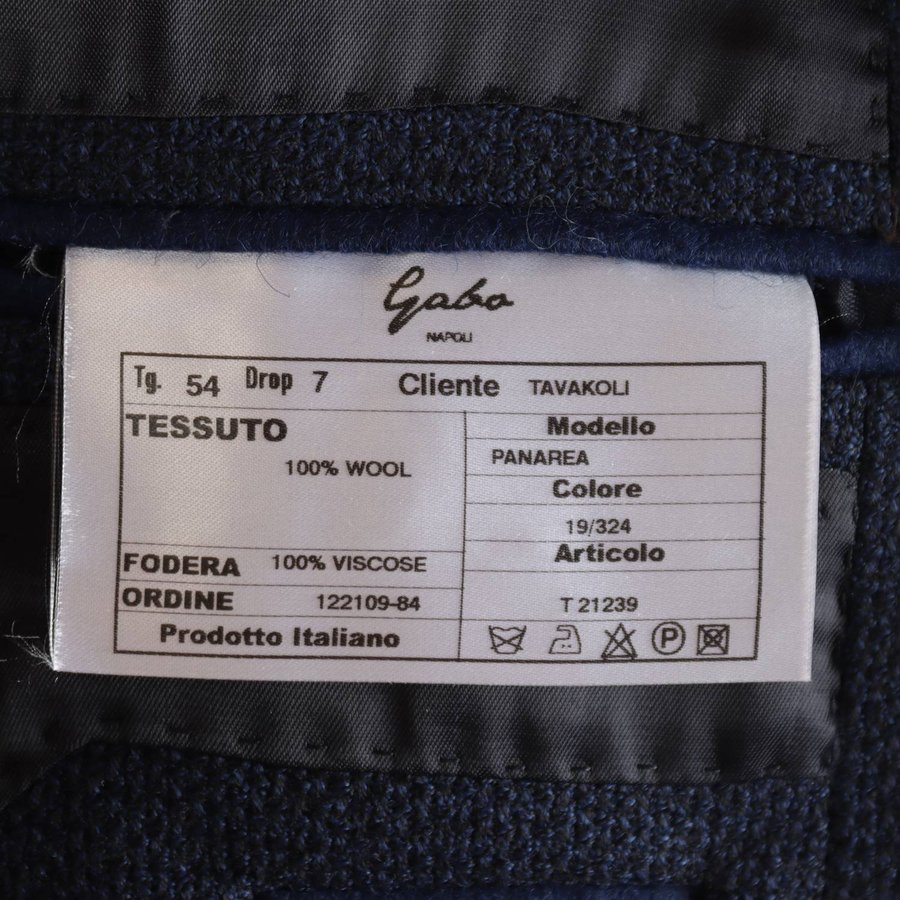 Gabo
NAPOLI
Tg. 54 Drop 7 Cliente TAVAKOLI
TESSUTO
100% WOOL
FODERA 100% VISCOSE
ORDINE 122109-84
Prodotto Italiano
Modello
PANAREA
Colore
19/324
Articolo
T 21239
P